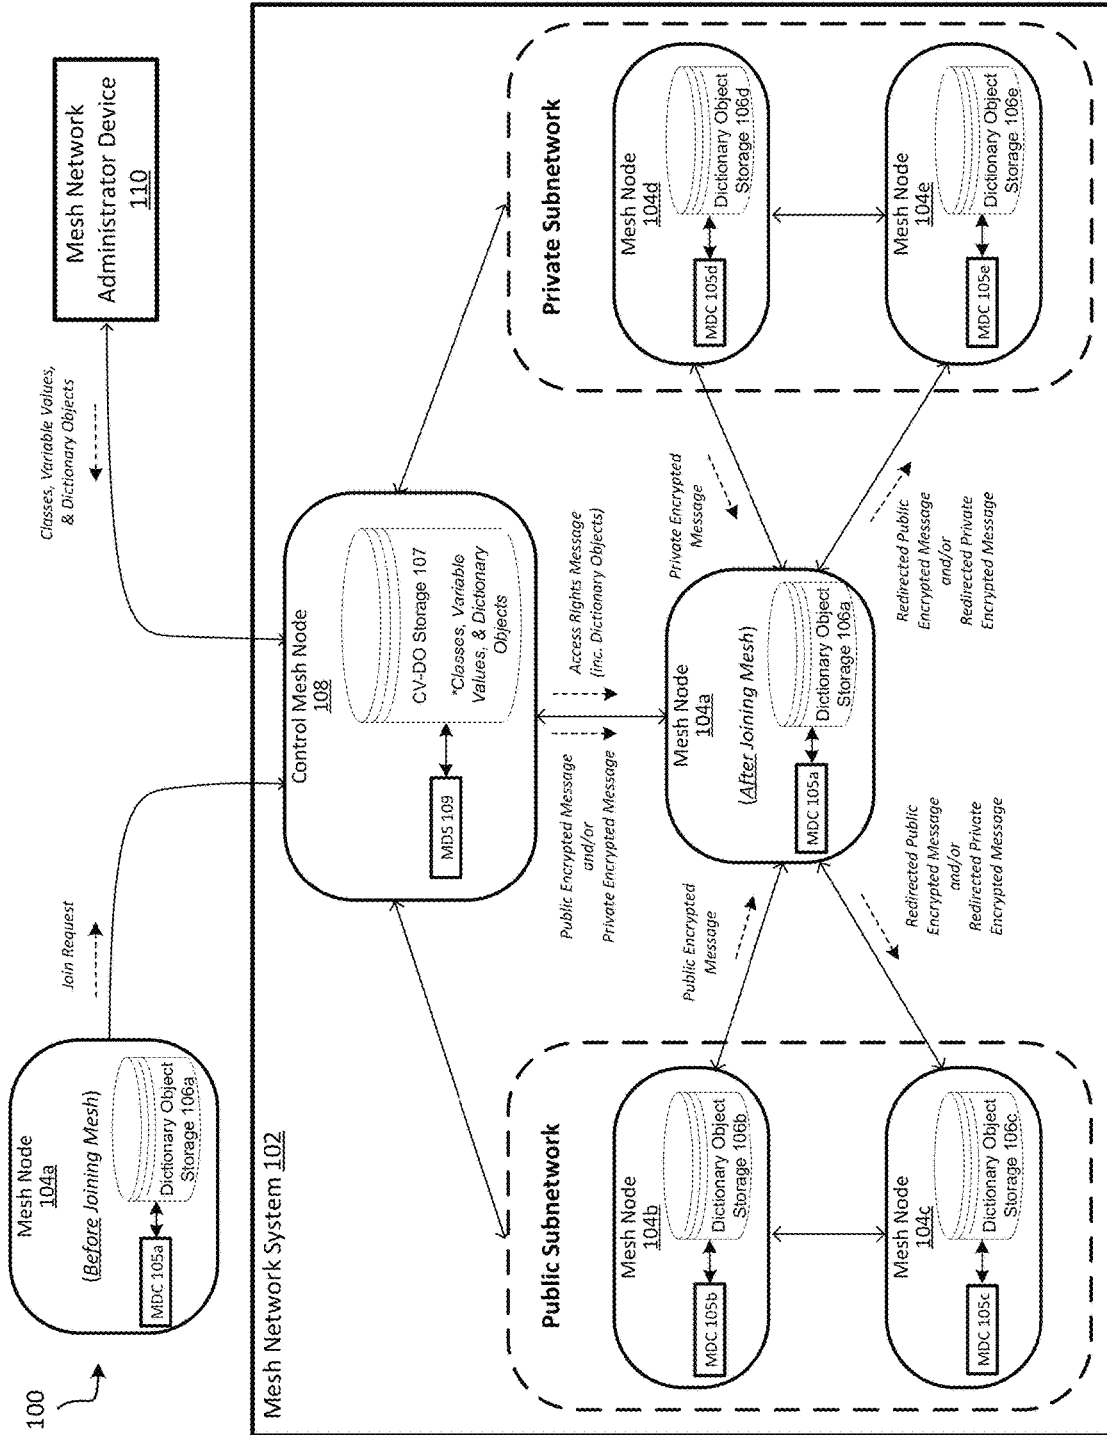 100
Mesh Node
104a
(Before Joining Mesh)
MDC 105a
Dictionary Object
Storage 106a
Join Request
Classes, Variable Values,
& Dictionary Objects
Mesh Network
Administrator Device
110
Mesh Network System 102
Control Mesh Node
108
MDS 109
CV-DO Storage 107
*Classes, Variable
Values, & Dictionary
Objects
Public Encrypted Message
and/or
Private Encrypted Message
Access Rights Message
(inc. Dictionary Objects)
Public Subnetwork
Mesh Node
104b
MDC 105b
Dictionary Object
Storage 106b
Mesh Node
104c
MDC 105c
Dictionary Object
Storage 106c
Public Encrypted
Message
Mesh Node
104a
(After Joining Mesh)
MDC 105a
Dictionary Object
Storage 106a
Private Encrypted
Message
Redirected Public
Encrypted Message
and/or
Redirected Private
Encrypted Message
Redirected Public
Encrypted Message
and/or
Redirected Private
Encrypted Message
Private Subnetwork
Mesh Node
104d
MDC 105d
Dictionary Object
Storage 106d
Mesh Node
104e
MDC 105e
Dictionary Object
Storage 106e